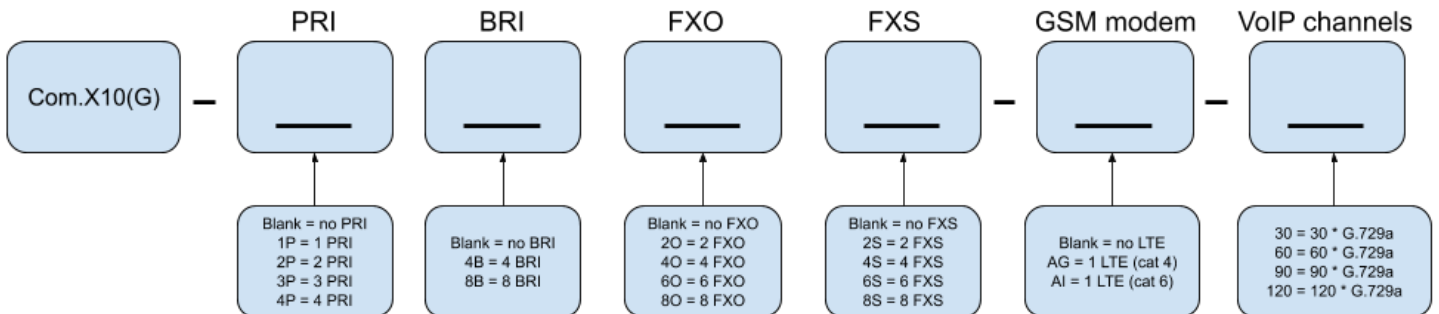 PRI
BRI
FXO
FXS
GSM modem
VoIP channels
Com.X10(G)
–
–
–
Blank = no PRI
1P = 1 PRI
2P = 2 PRI
3P = 3 PRI
4P = 4 PRI
Blank = no BRI
4B = 4 BRI
8B = 8 BRI
Blank = no FXO
2O = 2 FXO
4O = 4 FXO
6O = 6 FXO
8O = 8 FXO
Blank = no FXS
2S = 2 FXS
4S = 4 FXS
6S = 6 FXS
8S = 8 FXS
Blank = no LTE
AG = 1 LTE (cat 4)
AI = 1 LTE (cat 6)
30 = 30 * G.729a
60 = 60 * G.729a
90 = 90 * G.729a
120 = 120 * G.729a